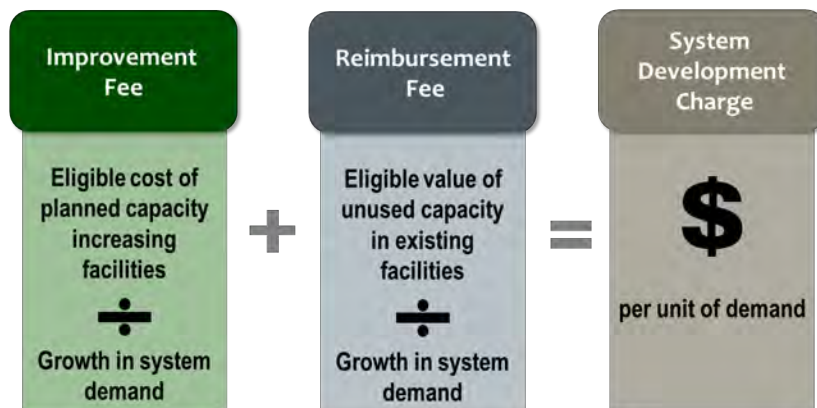 Improvement
Fee
Eligible cost of
planned capacity
increasing
facilities
÷
Growth in system
demand
+
Reimbursement
Fee
Eligible value of
unused capacity
in existing
facilities
÷
Growth in system
demand
=
System
Development
Charge
$
per unit of demand